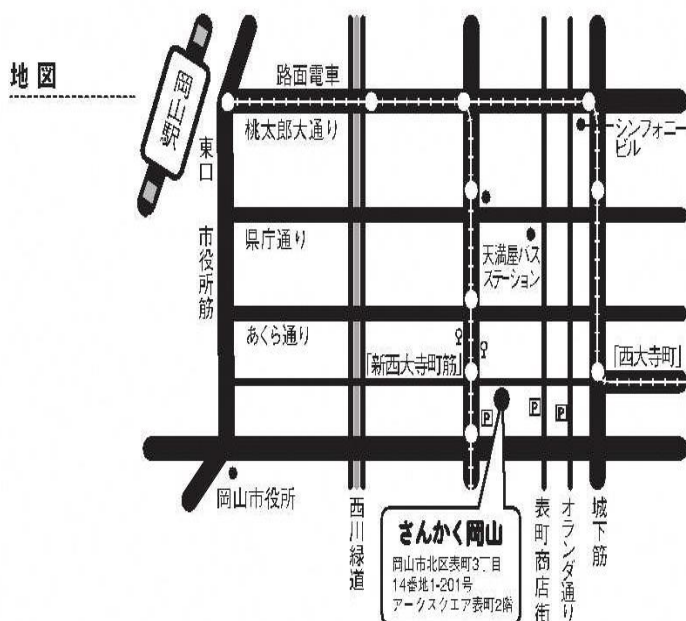 地図
岡山駅
路面電車
桃太郎大通り
シンフォニー
ビル
東口
市役所筋
県庁通り
天満屋バス
ステーション
あくら通り
「新西大寺町筋」
「西大寺町」
P
P
P
岡山市役所
西川緑道
さんかく岡山
岡山市北区表町3丁目
14番地1-201号
アークスクエア表町2階
表町商店街
オランダ通り
城下筋